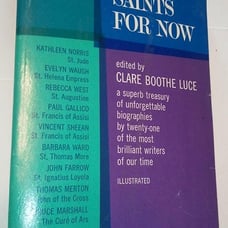 SAINTS
FOR NOW
KATHLEEN NORRIS
St. Jude
EVELYN WAUGH
St. Helena Empress
REBECCA WEST
St. Augustine
PAUL GALLICO
St. Francis of Assisi
VINCENT SHEEAN
St. Francis of Assisi
BARBARA WARD
St. Thomas More
JOHN FARROW
St. Ignatius Loyola
THOMAS MERTON
John of the Cross
BRUCE MARSHALL
The Curé of Ars
edited by
CLARE BOOTHE LUCE
a superb treasury
of unforgettable
biographies
by twenty-one
of the most
brilliant writers
of our time
ILLUSTRATED